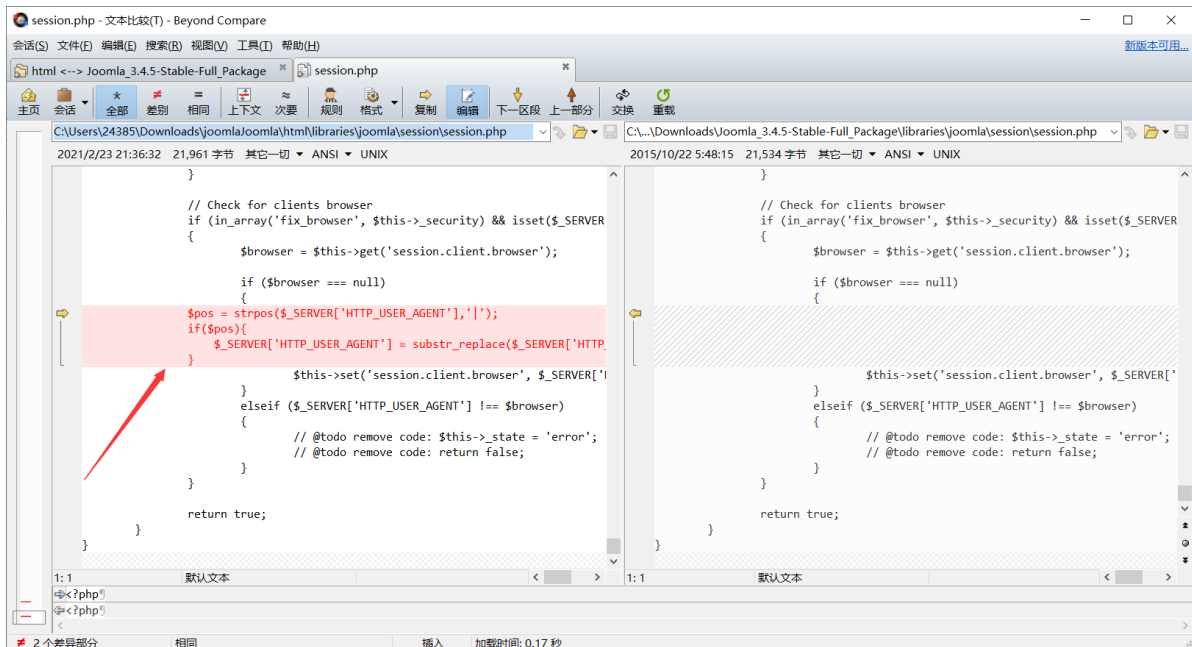 session.php - 文本比较(T) - Beyond Compare
会话(S) 文件(F) 编辑(E) 搜索(R) 视图(V) 工具(T) 帮助(H) 新版本可用...
html <--> Joomla_3.4.5-Stable-Full_Package session.php
主页 会话 全部 差别 相同 上下文 次要 规则 格式 复制 编辑 下一区段 上一部分 交换 重载
C:\Users\24385\Downloads\joomlaJoomla\html\libraries\joomla\session\session.php
2021/2/23 21:36:32 21,961 字节 其它一切 ANSI UNIX
}
// Check for clients browser
if (in_array('fix_browser', $this->_security) && isset($_SERVER
{
$browser = $this->get('session.client.browser');
if ($browser === null)
{
$pos = strpos($_SERVER['HTTP_USER_AGENT'],'|');
if($pos){
$_SERVER['HTTP_USER_AGENT'] = substr_replace($_SERVER['HTTP_
}
$this->set('session.client.browser', $_SERVER['H
}
elseif ($_SERVER['HTTP_USER_AGENT'] !== $browser)
{
// @todo remove code: $this->_state = 'error';
// @todo remove code: return false;
}
}
return true;
}
}
1: 1 默认文本
C:\...\Downloads\Joomla_3.4.5-Stable-Full_Package\libraries\joomla\session\session.php
2015/10/22 5:48:15 21,534 字节 其它一切 ANSI UNIX
}
// Check for clients browser
if (in_array('fix_browser', $this->_security) && isset($_SERVER
{
$browser = $this->get('session.client.browser');
if ($browser === null)
{
$this->set('session.client.browser', $_SERVER['
}
elseif ($_SERVER['HTTP_USER_AGENT'] !== $browser)
{
// @todo remove code: $this->_state = 'error';
// @todo remove code: return false;
}
}
return true;
}
}
1: 1 默认文本
<?php¶
<?php¶
2 个差异部分 相同 插入 加载时间: 0.17 秒